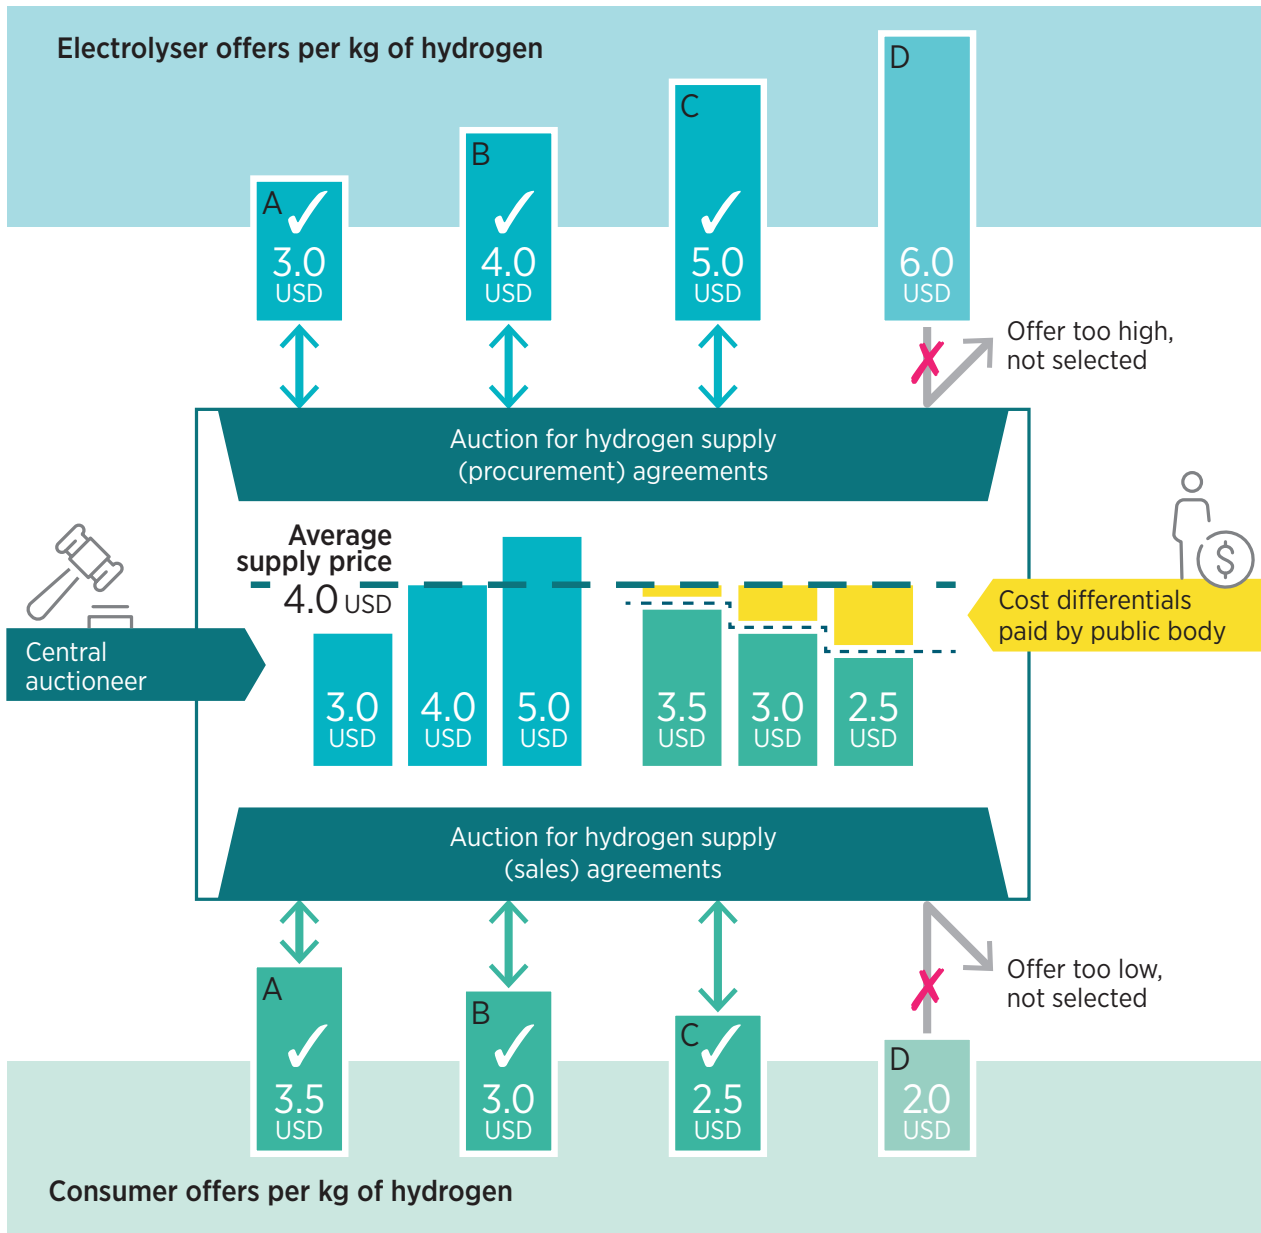 Electrolyser offers per kg of hydrogen
A
3.0
USD
B
4.0
USD
C
5.0
USD
D
6.0
USD
Offer too high,
not selected
Auction for hydrogen supply
(procurement) agreements
Average
supply price
4.0 USD
Central
auctioneer
3.0
USD
4.0
USD
5.0
USD
3.5
USD
3.0
USD
2.5
USD
$
Cost differentials
paid by public body
Auction for hydrogen supply
(sales) agreements
A
3.5
USD
B
3.0
USD
C
2.5
USD
D
2.0
USD
Offer too low,
not selected
Consumer offers per kg of hydrogen